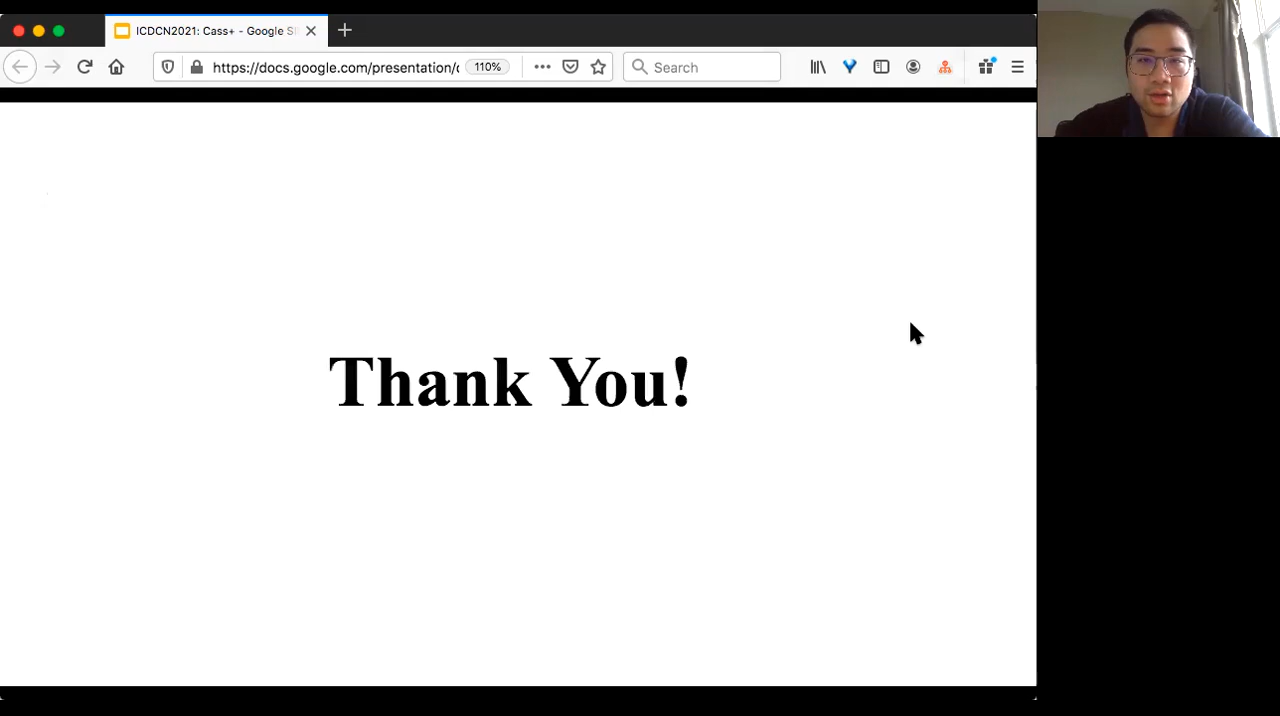 ICDCN2021: Cass+ - Google Sl
https://docs.google.com/presentation/
110%
Search
Thank You!